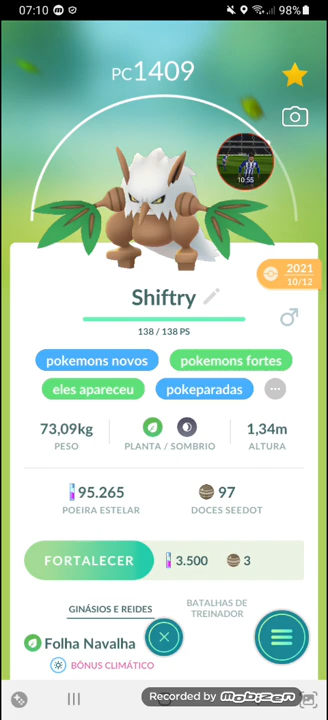 07:10
98%
PC1409
10:55
2021
10/12
Shiftry
138 / 138 PS
pokemons novos
pokemons fortes
eles apareceu
pokeparadas
73,09kg
PESO
PLANTA / SOMBRIO
1,34m
ALTURA
95.265
POEIRA ESTELAR
97
DOCES SEEDOT
FORTALECER
3.500
3
GINÁSIOS E REIDES
BATALHAS DE
TREINADOR
Folha Navalha
BÔNUS CLIMÁTICO
Recorded by mobizen